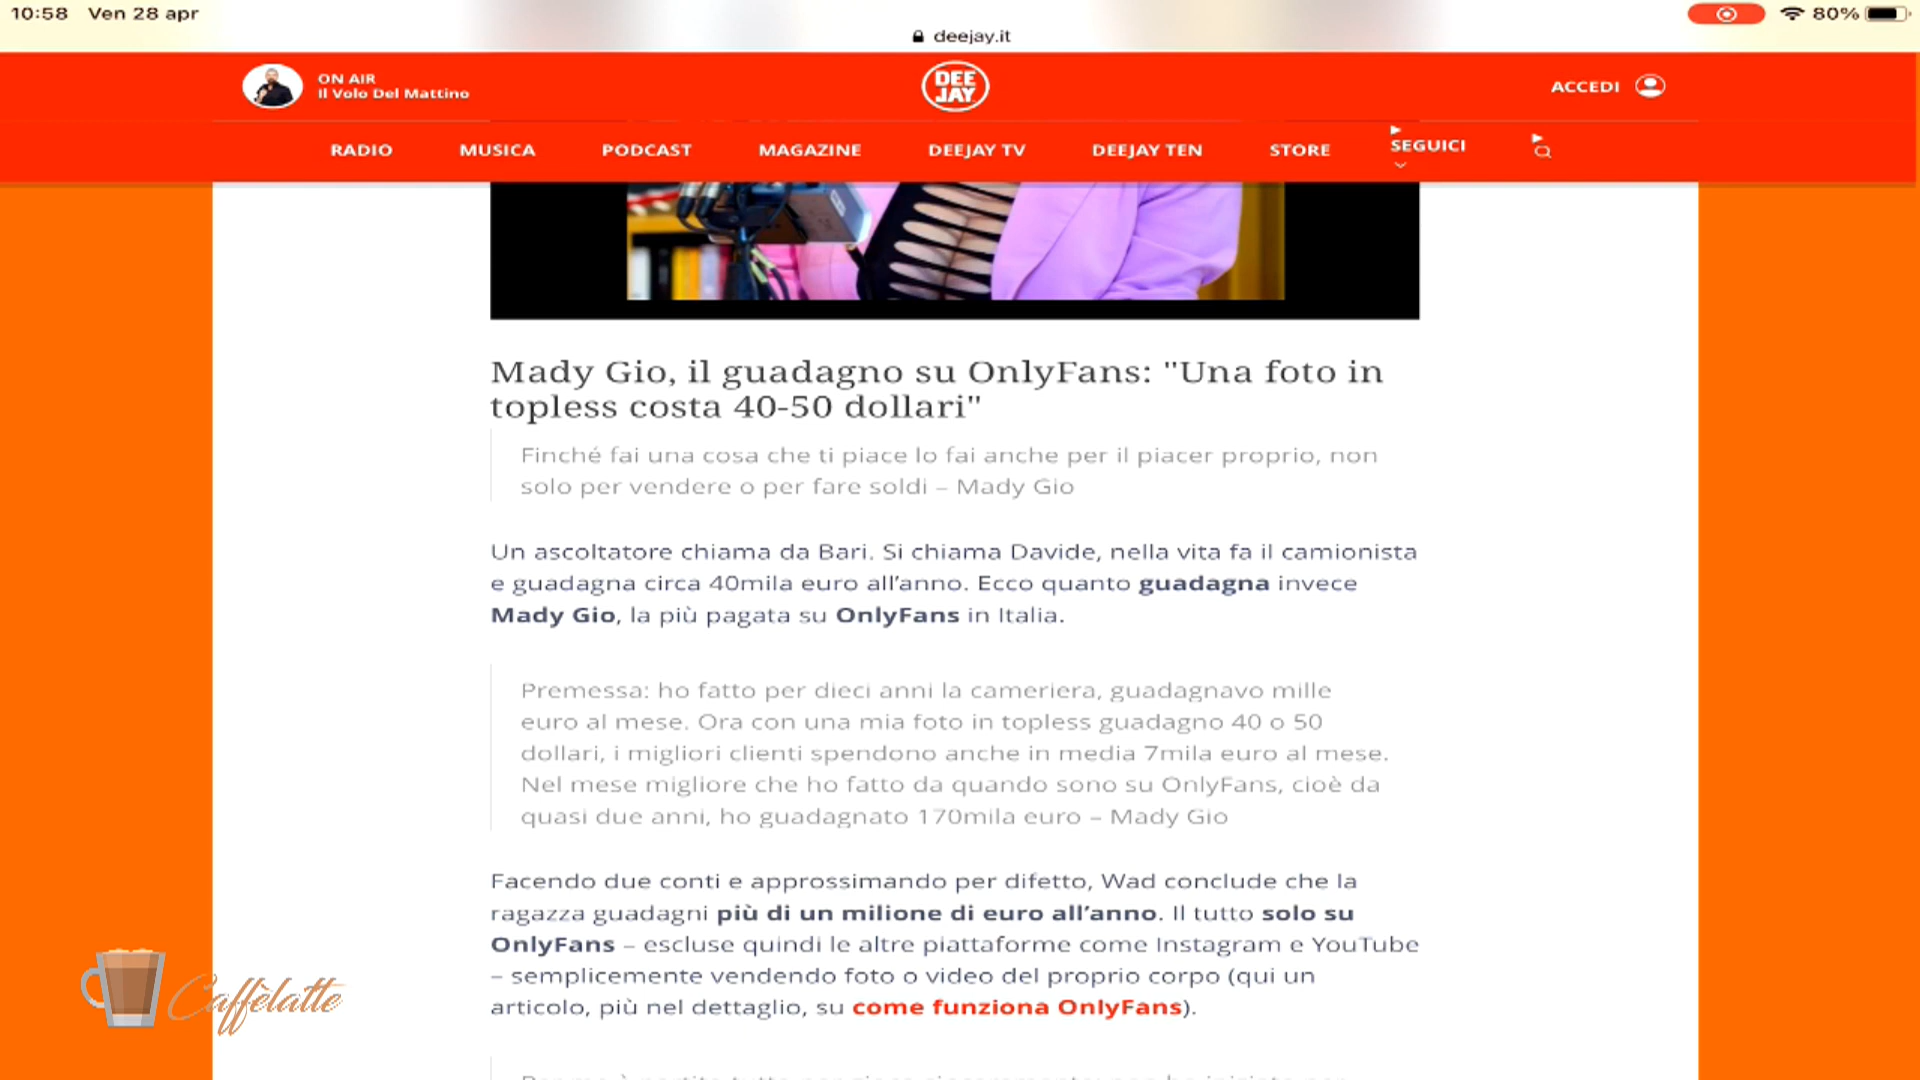 10:58 Ven 28 apr
80%
deejay.it
ON AIR
Il Volo Del Mattino
DEE
JAY
ACCEDI
RADIO MUSICA PODCAST MAGAZINE DEEJAY TV DEEJAY TEN STORE SEGUICI
Mady Gio, il guadagno su OnlyFans: "Una foto in
topless costa 40-50 dollari"
Finché fai una cosa che ti piace lo fai anche per il piacer proprio, non
solo per vendere o per fare soldi – Mady Gio
Un ascoltatore chiama da Bari. Si chiama Davide, nella vita fa il camionista
e guadagna circa 40mila euro all’anno. Ecco quanto guadagna invece
Mady Gio, la più pagata su OnlyFans in Italia.
Premessa: ho fatto per dieci anni la cameriera, guadagnavo mille
euro al mese. Ora con una mia foto in topless guadagno 40 o 50
dollari, i migliori clienti spendono anche in media 7mila euro al mese.
Nel mese migliore che ho fatto da quando sono su OnlyFans, cioè da
quasi due anni, ho guadagnato 170mila euro – Mady Gio
Facendo due conti e approssimando per difetto, Wad conclude che la
ragazza guadagni più di un milione di euro all’anno. Il tutto solo su
OnlyFans – escluse quindi le altre piattaforme come Instagram e YouTube
– semplicemente vendendo foto o video del proprio corpo (qui un
articolo, più nel dettaglio, su come funziona OnlyFans).
Caffèlatte